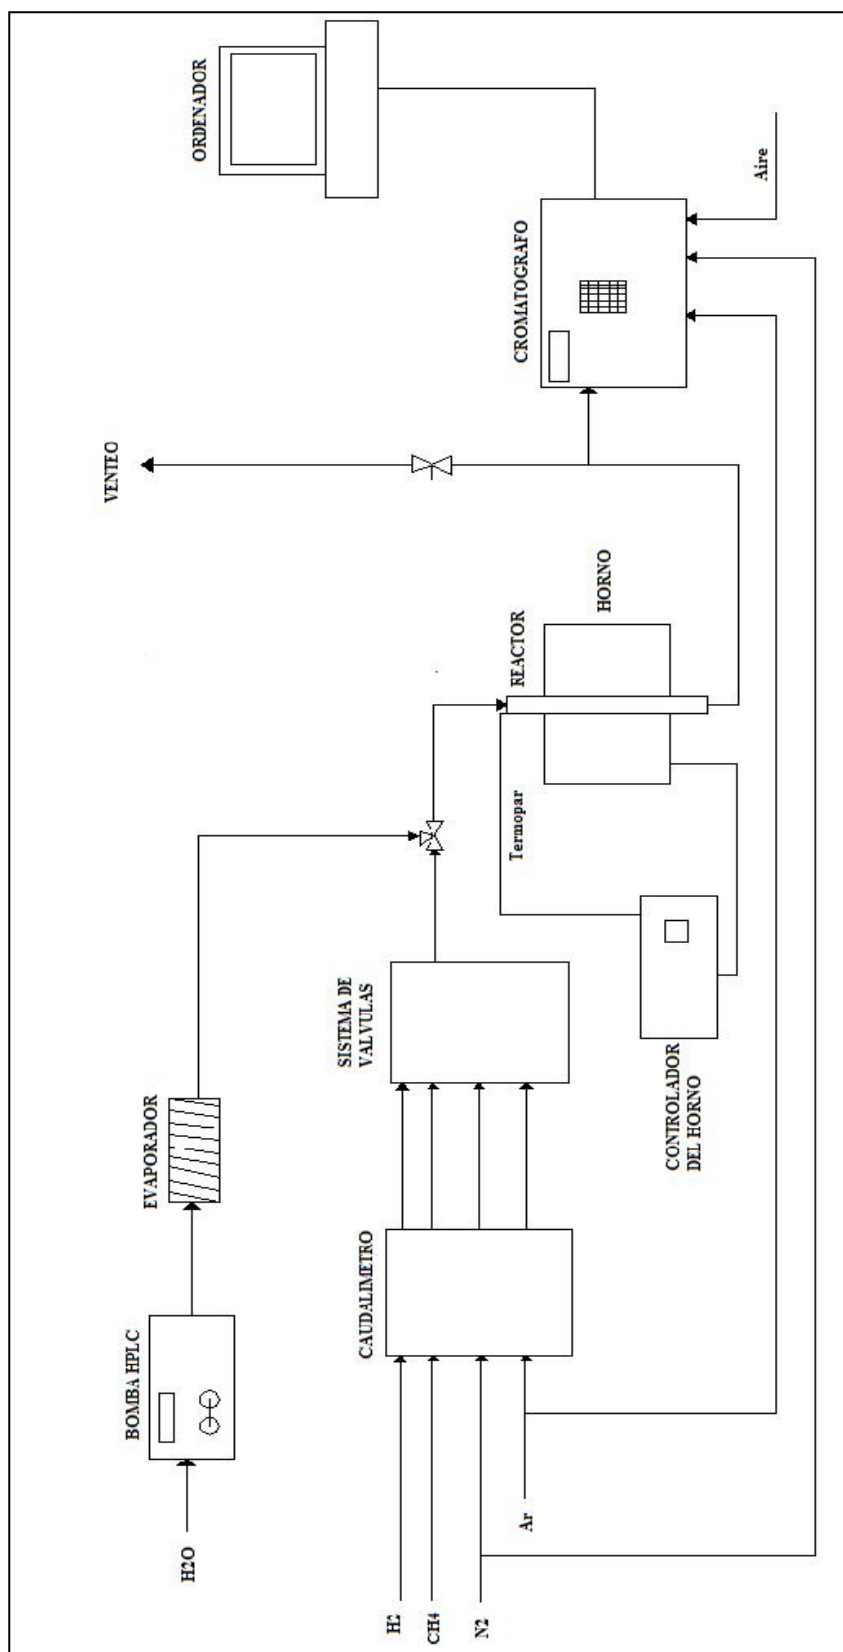 ORDENADOR
Aire
CROMATOGRAFO
VENTEO
HORNO
REACTOR
Termopar
SISTEMA DE
VALVULAS
EVAPORADOR
CONTROLADOR
DEL HORNO
CAUDALIMETRO
BOMBA HPLC
H2O
Ar
H2
CH4
N2